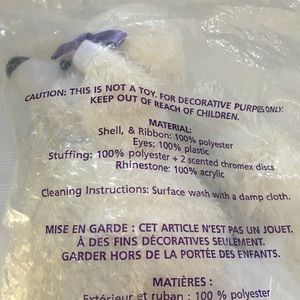 CAUTION: THIS IS NOT A TOY. FOR DECORATIVE PURPSES ONLY.
KEEP OUT OF REACH OF CHILDREN.
MATERIAL:
Shell, & Ribbon: 100% polyester
Eyes: 100% plastic
Stuffing: 100% polyester + 2 scented chromex discs
Rhinestone: 100% acrylic
Cleaning Instructions: Surface wash with a damp cloth.
MISE EN GARDE : CET ARTICLE N'EST PAS UN JOUET.
À DES FINS DÉCORATIVES SEULEMENT.
GARDER HORS DE LA PORTÉE DES ENFANTS.
MATIÈRES :
Extérieur et ruban : 100 % polyester